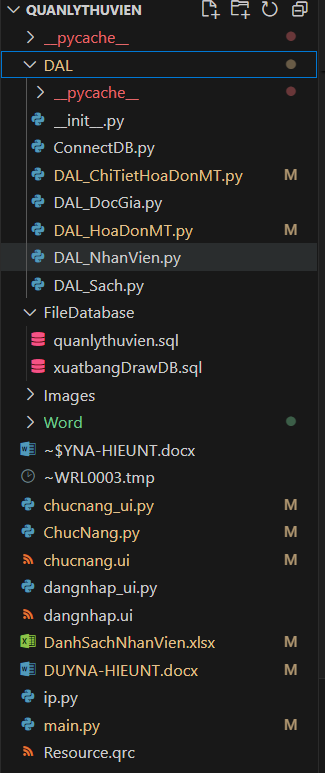 QUANLYTHUVIEN
__pycache__
DAL
__pycache__
__init__.py
ConnectDB.py
DAL_ChiTietHoaDonMT.py M
DAL_DocGia.py
DAL_HoaDonMT.py M
DAL_NhanVien.py
DAL_Sach.py
FileDatabase
quanlythuvien.sql
xuatbangDrawDB.sql
Images
Word
~$YNA-HIEUNT.docx
~WRL0003.tmp
chucnang_ui.py M
ChucNang.py M
chucnang.ui M
dangnhap_ui.py
dangnhap.ui
DanhSachNhanVien.xlsx M
DUYNA-HIEUNT.docx M
ip.py
main.py M
Resource.qrc